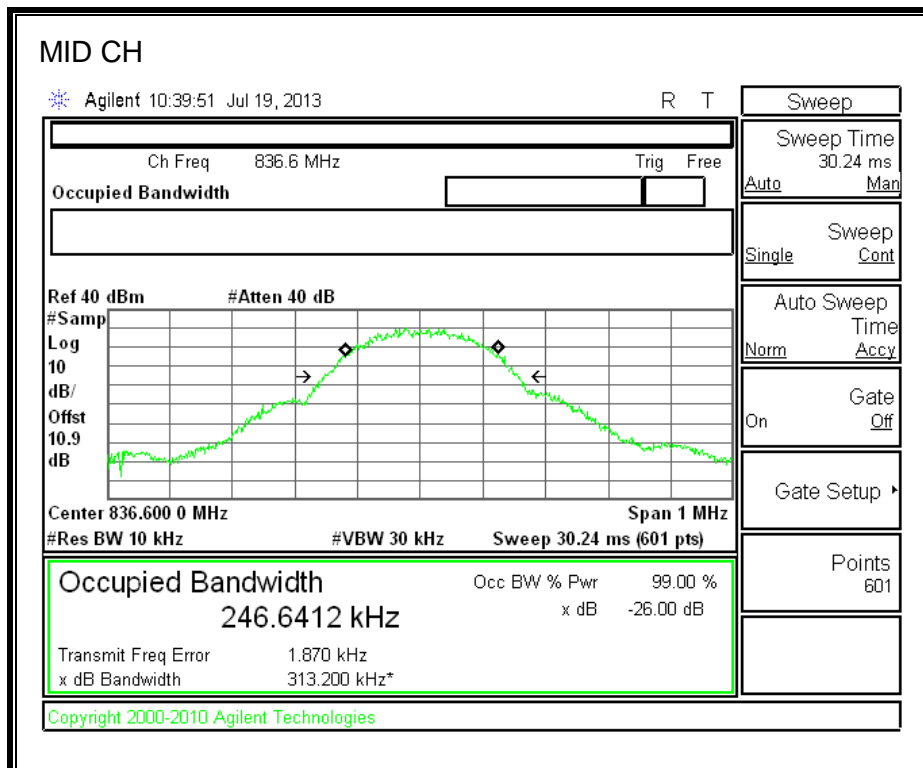 MID CH
Agilent 10:39:51 Jul 19, 2013 R T
Ch Freq 836.6 MHz Trig Free
Occupied Bandwidth
Ref 40 dBm #Atten 40 dB
#Samp
Log
10
dB/
Offst
10.9
dB
Center 836.600 0 MHz Span 1 MHz
#Res BW 10 kHz #VBW 30 kHz Sweep 30.24 ms (601 pts)
Occupied Bandwidth
246.6412 kHz
Occ BW % Pwr 99.00 %
x dB -26.00 dB
Transmit Freq Error 1.870 kHz
x dB Bandwidth 313.200 kHz*
Copyright 2000-2010 Agilent Technologies
Sweep
Sweep Time
30.24 ms
Auto Man
Sweep
Single Cont
Auto Sweep
Time
Norm Accy
Gate
On Off
Gate Setup
Points
601